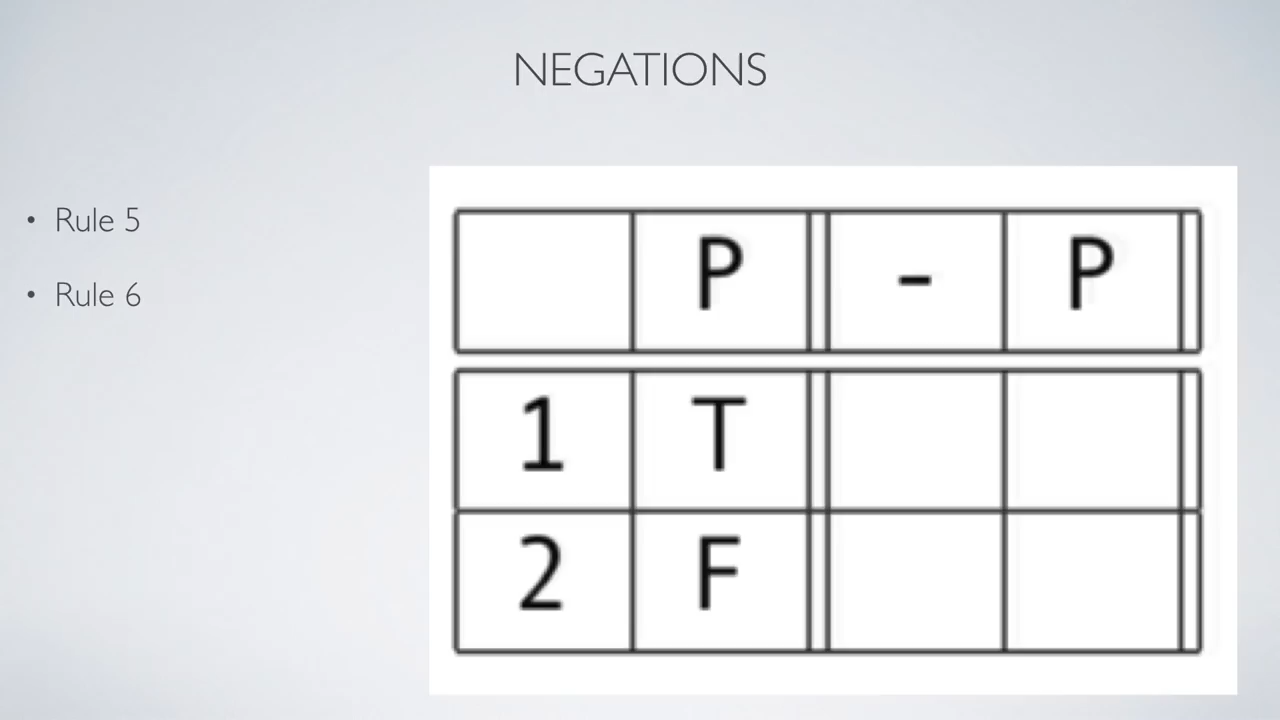 NEGATIONS
• Rule 5
• Rule 6
P - P
1 T
2 F